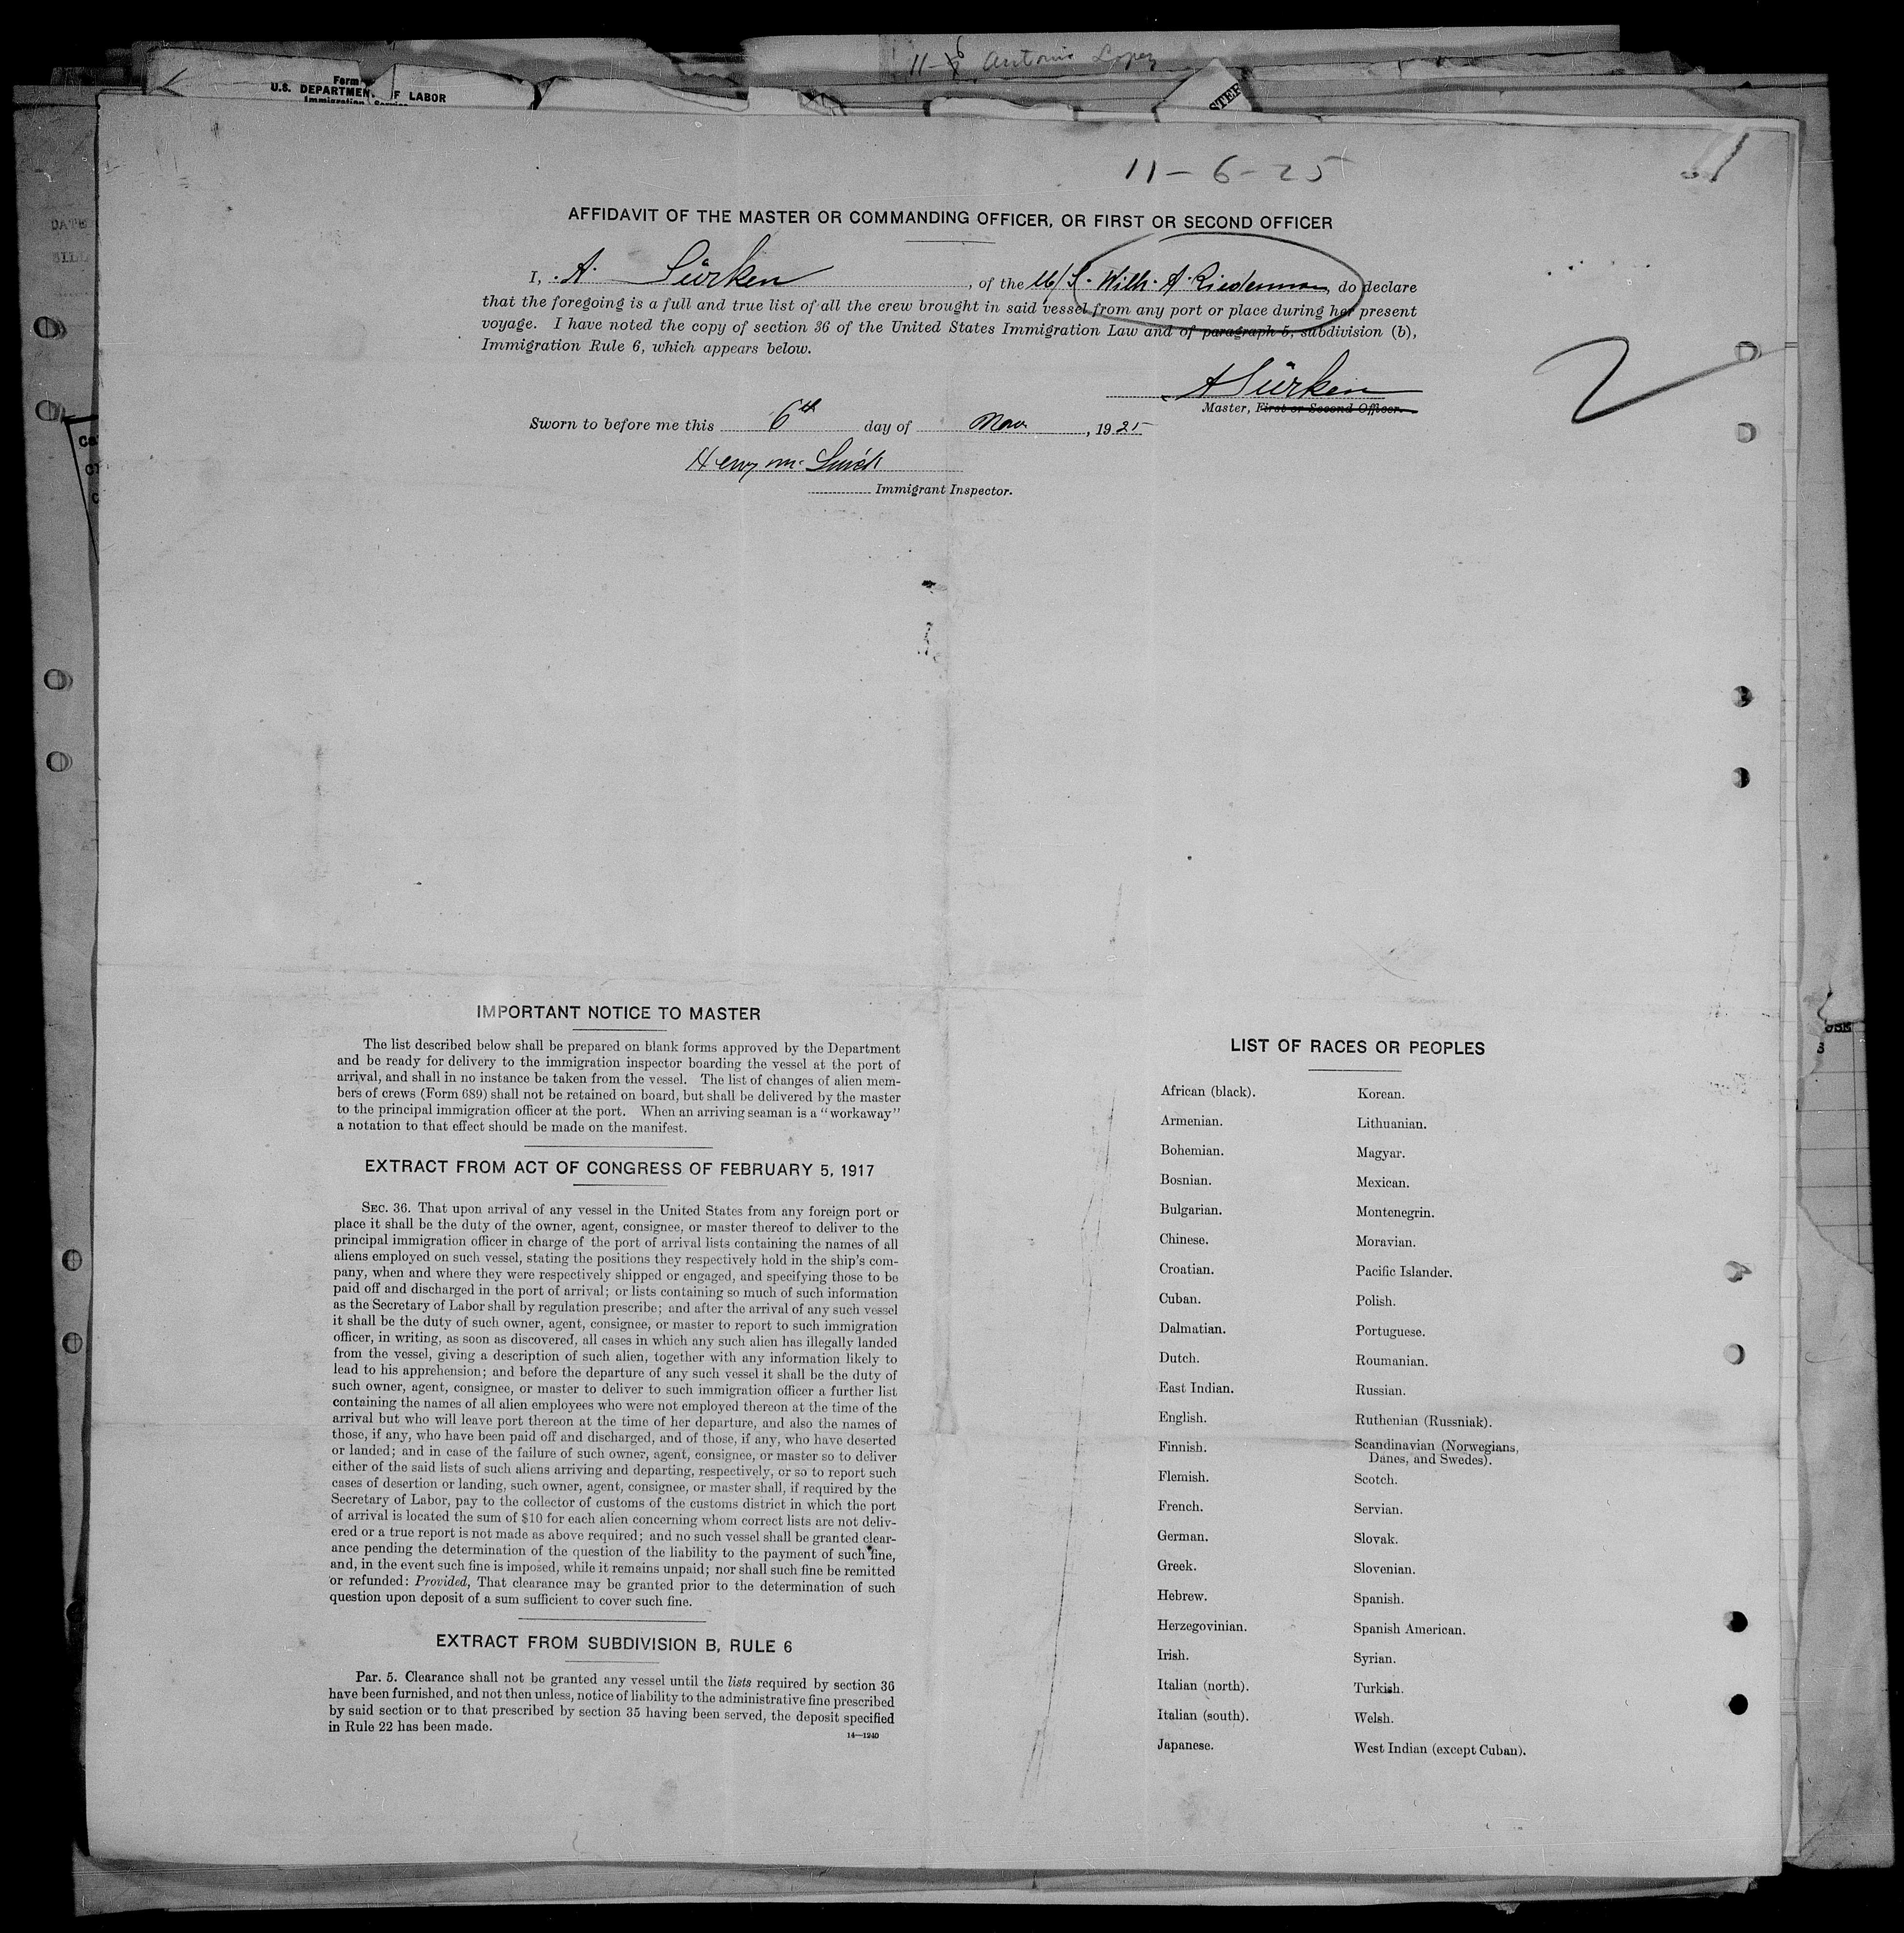 11-6 Antonio Lopez
Form
U.S. DEPARTMEN F LABOR
Immigration Service
STEF
11-6-25
DATE
AFFIDAVIT OF THE MASTER OR COMMANDING OFFICER, OR FIRST OR SECOND OFFICER
I, A. Sürken, of the M/S. Wilh. A. Riedemann, do declare
that the foregoing is a full and true list of all the crew brought in said vessel from any port or place during her present
voyage. I have noted the copy of section 36 of the United States Immigration Law and of paragraph 5, subdivision (b),
Immigration Rule 6, which appears below.
A Sürken
Master, First or Second Officer.
Sworn to before me this 6th day of Nov, 1925
Henry M.
Immigrant Inspector.
2
IMPORTANT NOTICE TO MASTER
The list described below shall be prepared on blank forms approved by the Department
and be ready for delivery to the immigration inspector boarding the vessel at the port of
arrival, and shall in no instance be taken from the vessel. The list of changes of alien mem-
bers of crews (Form 689) shall not be retained on board, but shall be delivered by the master
to the principal immigration officer at the port. When an arriving seaman is a "workaway"
a notation to that effect should be made on the manifest.
EXTRACT FROM ACT OF CONGRESS OF FEBRUARY 5, 1917
SEC. 36. That upon arrival of any vessel in the United States from any foreign port or
place it shall be the duty of the owner, agent, consignee, or master thereof to deliver to the
principal immigration officer in charge of the port of arrival lists containing the names of all
aliens employed on such vessel, stating the positions they respectively hold in the ship's com-
pany, when and where they were respectively shipped or engaged, and specifying those to be
paid off and discharged in the port of arrival; or lists containing so much of such information
as the Secretary of Labor shall by regulation prescribe; and after the arrival of any such vessel
it shall be the duty of such owner, agent, consignee, or master to report to such immigration
officer, in writing, as soon as discovered, all cases in which any such alien has illegally landed
from the vessel, giving a description of such alien, together with any information likely to
lead to his apprehension; and before the departure of any such vessel it shall be the duty of
such owner, agent, consignee, or master to deliver to such immigration officer a further list
containing the names of all alien employees who were not employed thereon at the time of the
arrival but who will leave port thereon at the time of her departure, and also the names of
those, if any, who have been paid off and discharged, and of those, if any, who have deserted
or landed; and in case of the failure of such owner, agent, consignee, or master so to deliver
either of the said lists of such aliens arriving and departing, respectively, or so to report such
cases of desertion or landing, such owner, agent, consignee, or master shall, if required by the
Secretary of Labor, pay to the collector of customs of the customs district in which the port
of arrival is located the sum of $10 for each alien concerning whom correct lists are not deliv-
ered or a true report is not made as above required; and no such vessel shall be granted clear-
ance pending the determination of the question of the liability to the payment of such fine,
and, in the event such fine is imposed, while it remains unpaid; nor shall such fine be remitted
or refunded: Provided, That clearance may be granted prior to the determination of such
question upon deposit of a sum sufficient to cover such fine.
EXTRACT FROM SUBDIVISION B, RULE 6
Par. 5. Clearance shall not be granted any vessel until the lists required by section 36
have been furnished, and not then unless, notice of liability to the administrative fine prescribed
by said section or to that prescribed by section 35 having been served, the deposit specified
in Rule 22 has been made.
14—1240
LIST OF RACES OR PEOPLES
African (black).
Armenian.
Bohemian.
Bosnian.
Bulgarian.
Chinese.
Croatian.
Cuban.
Dalmatian.
Dutch.
East Indian.
English.
Finnish.
Flemish.
French.
German.
Greek.
Hebrew.
Herzegovinian.
Irish.
Italian (north).
Italian (south).
Japanese.
Korean.
Lithuanian.
Magyar.
Mexican.
Montenegrin.
Moravian.
Pacific Islander.
Polish.
Portuguese.
Roumanian.
Russian.
Ruthenian (Russniak).
Scandinavian (Norwegians,
Danes, and Swedes).
Scotch.
Servian.
Slovak.
Slovenian.
Spanish.
Spanish American.
Syrian.
Turkish.
Welsh.
West Indian (except Cuban).